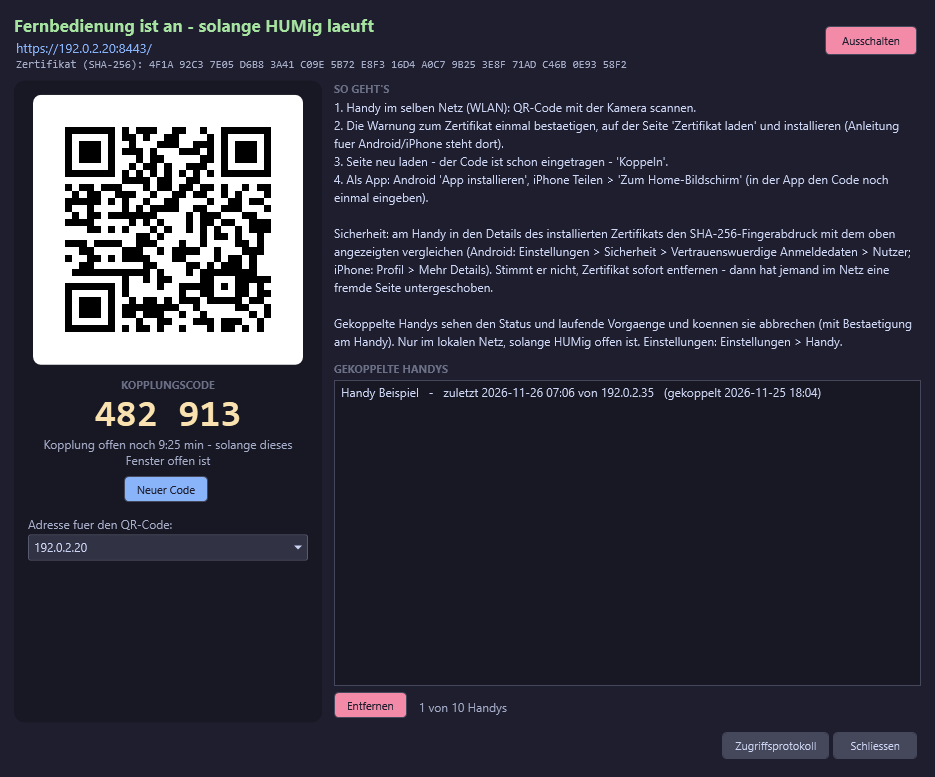 Fernbedienung ist an - solange HUMig laeuft
https://192.0.2.20:8443/
Zertifikat (SHA-256): 4F1A 92C3 7E05 D6B8 3A41 C09E 5B72 E8F3 16D4 A0C7 9B25 3E8F 71AD C46B 0E93 58F2
Ausschalten
KOPPLUNGSCODE
482 913
Kopplung offen noch 9:25 min - solange dieses
Fenster offen ist
Neuer Code
Adresse fuer den QR-Code:
192.0.2.20
SO GEHT'S
1. Handy im selben Netz (WLAN): QR-Code mit der Kamera scannen.
2. Die Warnung zum Zertifikat einmal bestaetigen, auf der Seite 'Zertifikat laden' und installieren (Anleitung
fuer Android/iPhone steht dort).
3. Seite neu laden - der Code ist schon eingetragen - 'Koppeln'.
4. Als App: Android 'App installieren', iPhone Teilen > 'Zum Home-Bildschirm' (in der App den Code noch
einmal eingeben).
Sicherheit: am Handy in den Details des installierten Zertifikats den SHA-256-Fingerabdruck mit dem oben
angezeigten vergleichen (Android: Einstellungen > Sicherheit > Vertrauenswuerdige Anmeldedaten > Nutzer;
iPhone: Profil > Mehr Details). Stimmt er nicht, Zertifikat sofort entfernen - dann hat jemand im Netz eine
fremde Seite untergeschoben.
Gekoppelte Handys sehen den Status und laufende Vorgaenge und koennen sie abbrechen (mit Bestaetigung
am Handy). Nur im lokalen Netz, solange HUMig offen ist. Einstellungen: Einstellungen > Handy.
GEKOPPELTE HANDYS
Handy Beispiel - zuletzt 2026-11-26 07:06 von 192.0.2.35 (gekoppelt 2026-11-25 18:04)
Entfernen
1 von 10 Handys
Zugriffsprotokoll
Schliessen